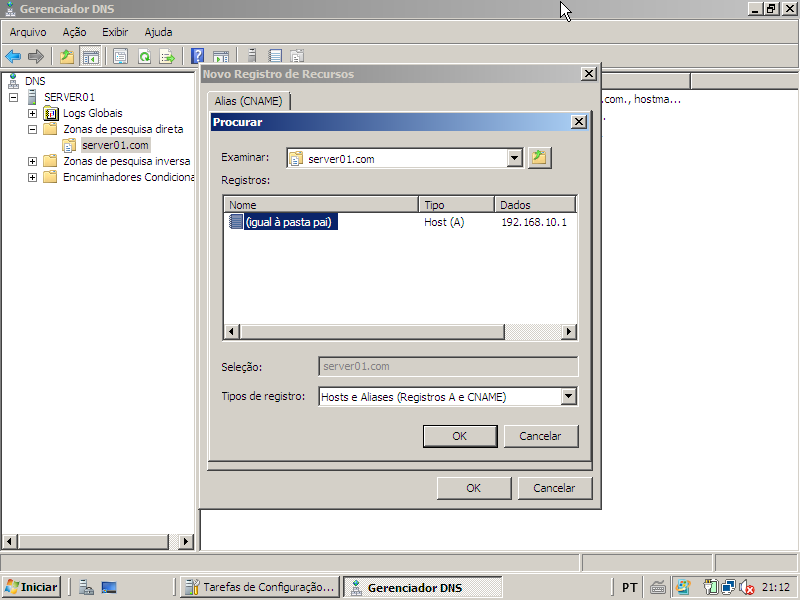 Gerenciador DNS
Arquivo Ação Exibir Ajuda
DNS
SERVER01
Logs Globais
Zonas de pesquisa direta
server01.com
Zonas de pesquisa inversa
Encaminhadores Condiciona
.com., hostma...
.
Novo Registro de Recursos
Alias (CNAME)
Procurar
Examinar: server01.com
Registros:
Nome Tipo Dados
(igual à pasta pai) Host (A) 192.168.10.1
Seleção: server01.com
Tipos de registro: Hosts e Aliases (Registros A e CNAME)
OK Cancelar
OK Cancelar
Iniciar Tarefas de Configuração... Gerenciador DNS PT 21:12